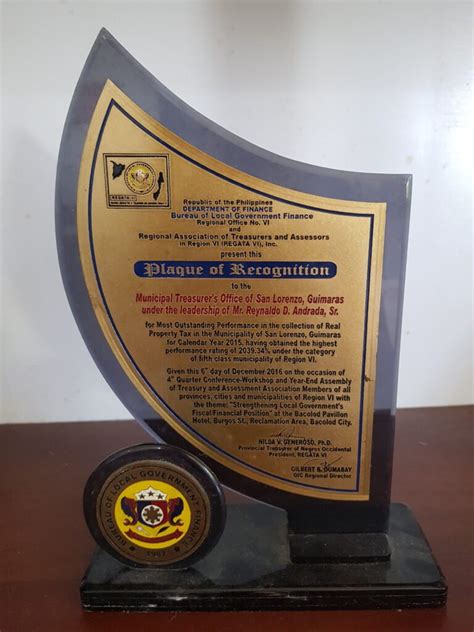 REGATA VI
Republic of the Philippines
DEPARTMENT OF FINANCE
Bureau of Local Government Finance
Regional Office No. VI
and
Regional Association of Treasurers and Assessors
in Region VI (REGATA VI), Inc.
present this
Plaque of Recognition
to the
Municipal Treasurer's Office of San Lorenzo, Guimaras
under the leadership of Mr. Reynaldo D. Andrada, Sr.
for Most Outstanding Performance in the collection of Real
Property Tax in the Municipality of San Lorenzo, Guimaras
for Calendar Year 2015, having obtained the highest
performance rating of 2039.34% under the category
of fifth class municipality of Region VI.
Given this 6th day of December 2016 on the occasion of
4th Quarter Conference-Workshop and Year-End Assembly
of Treasury and Assessment Association Members of all
provinces, cities and municipalities of Region VI with
the theme: "Strengthening Local Government's
Fiscal/Financial Position" at the Bacolod Pavillon
Hotel, Burgos St., Reclamation Area, Bacolod City.
NILDA V. GENEROSO, Ph.D.
Provincial Treasurer of Negros Occidental
President, REGATA VI
GILBERT B. GUMABAY
OIC Regional Director
BUREAU OF LOCAL GOVERNMENT FINANCE
1987